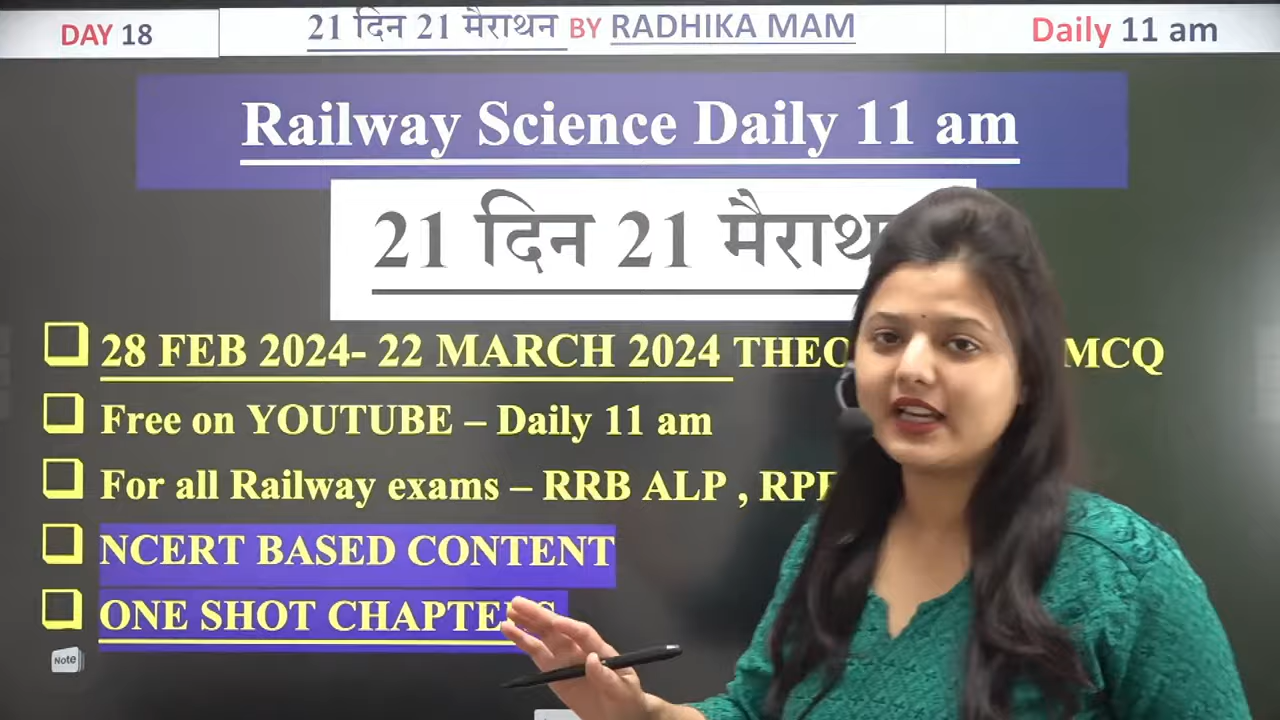 DAY 18
21 दिन 21 मैराथन BY RADHIKA MAM
Daily 11 am
Railway Science Daily 11 am
21 दिन 21
28 FEB 2024- 22 MARCH 2024 MCQ
Free on YOUTUBE – Daily 11 am
For all Railway exams – RRB ALP ,
NCERT BASED CONTENT
ONE SHOT
Note